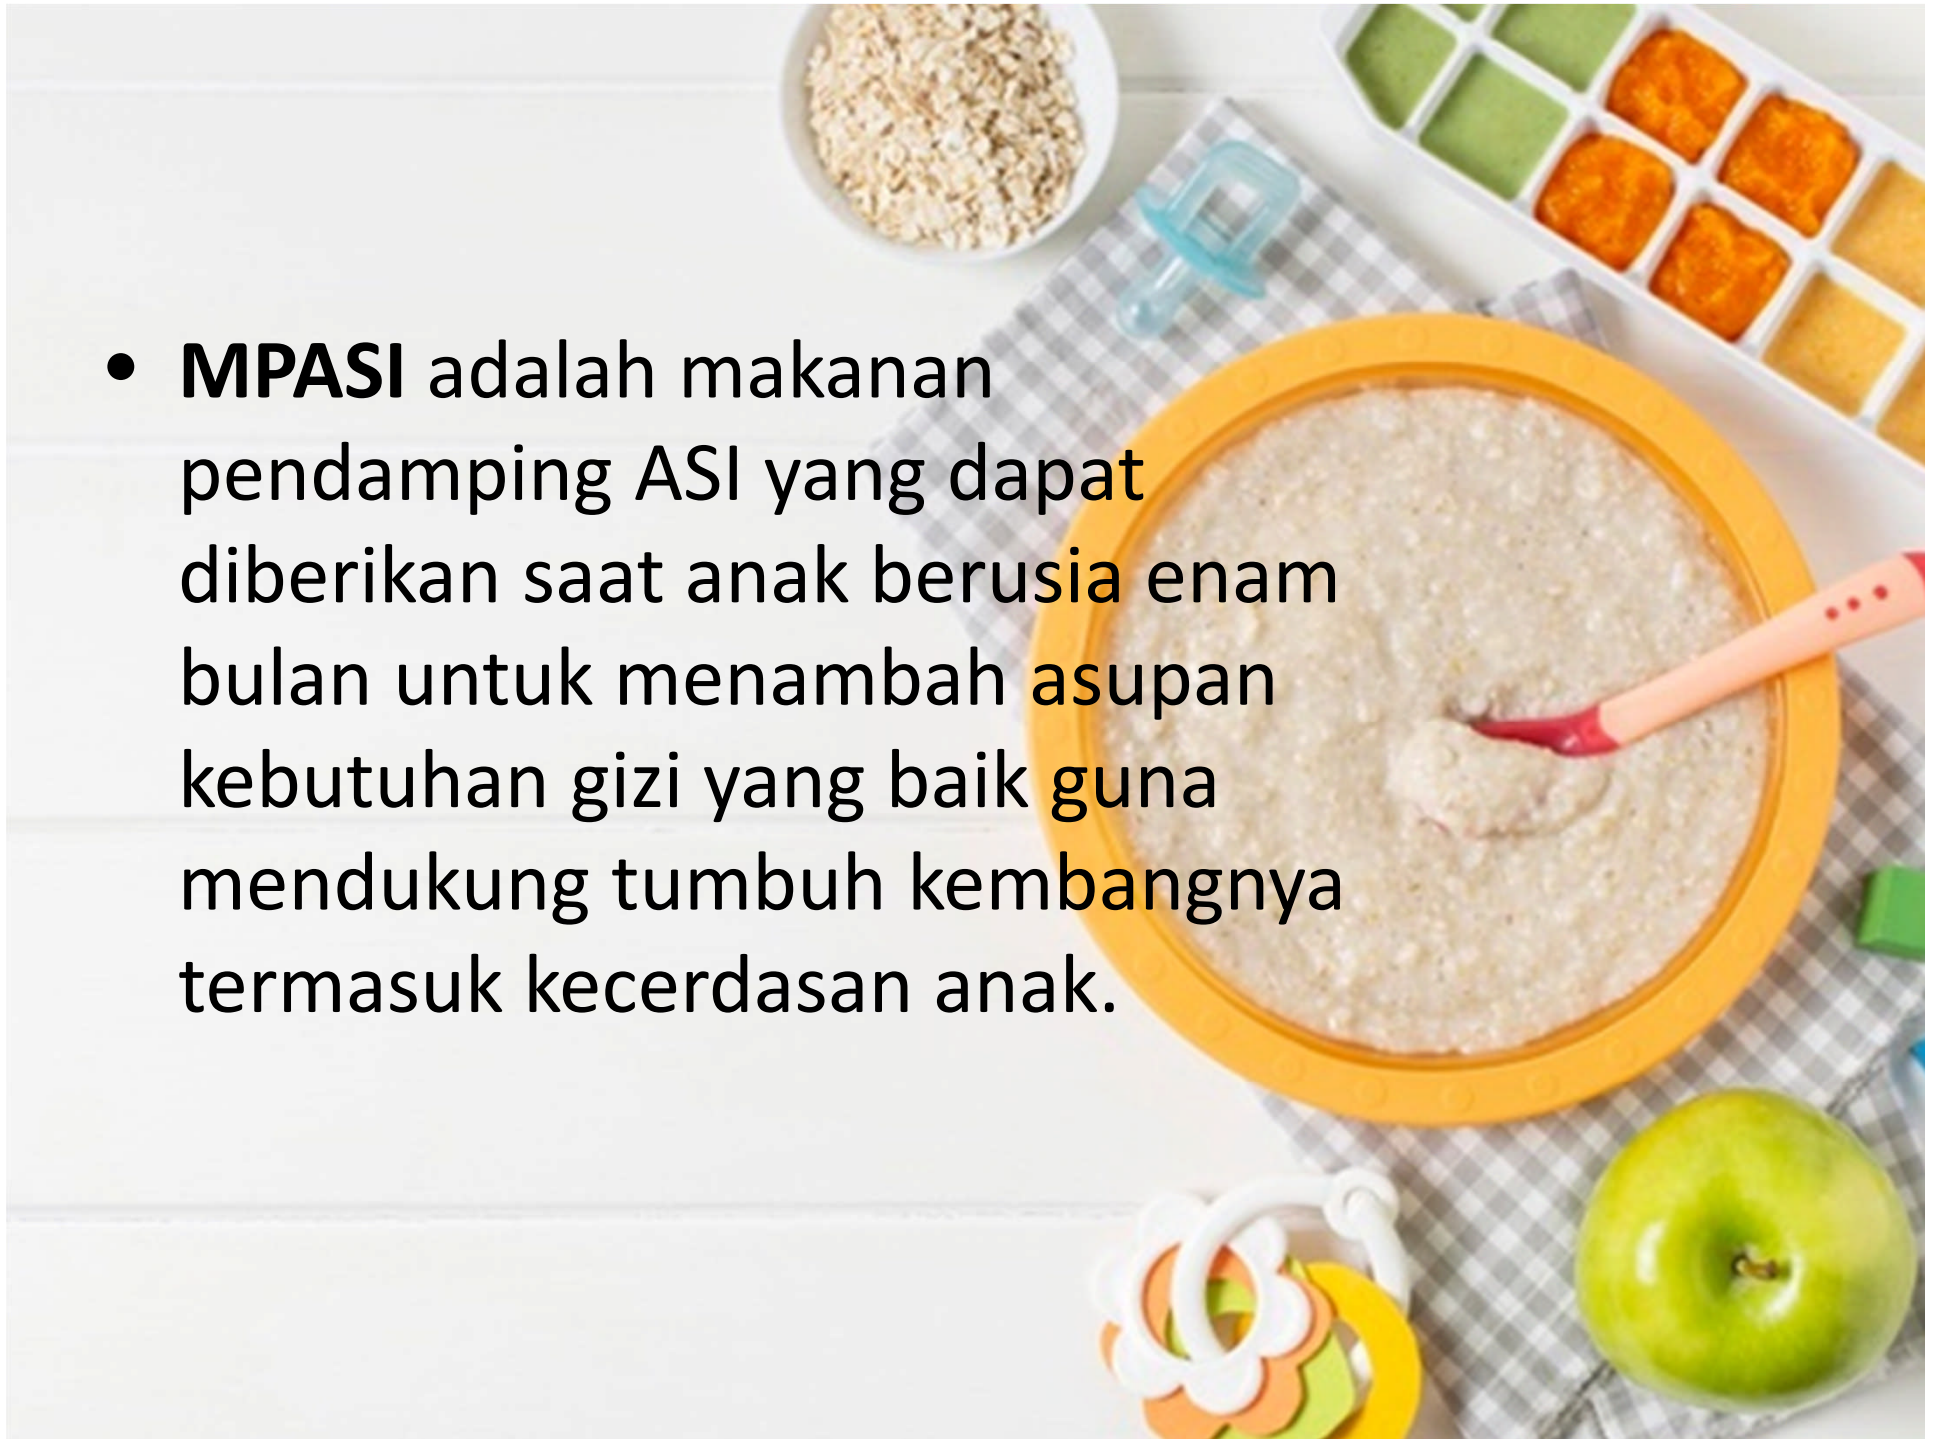 • MPASI adalah makanan
pendamping ASI yang dapat
diberikan saat anak berusia enam
bulan untuk menambah asupan
kebutuhan gizi yang baik guna
mendukung tumbuh kembangnya
termasuk kecerdasan anak.